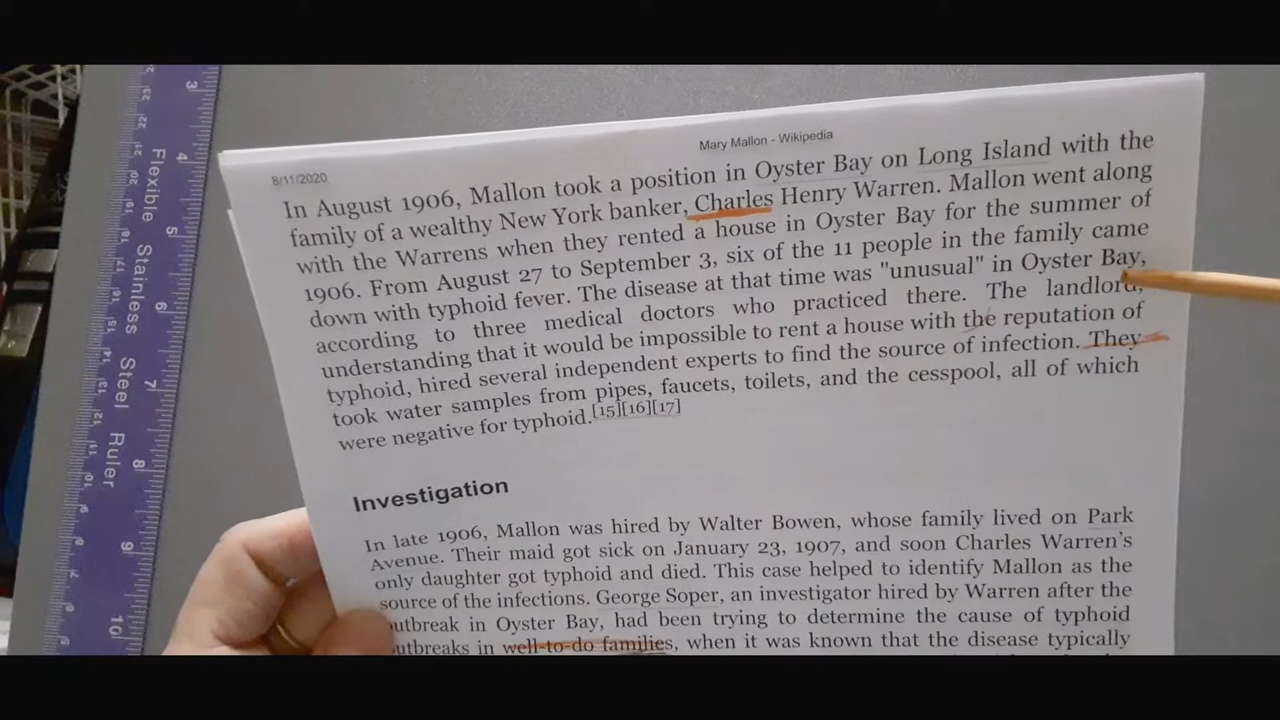 Mary Mallon - Wikipedia
8/11/2020
In August 1906, Mallon took a position in Oyster Bay on Long Island with the
family of a wealthy New York banker, Charles Henry Warren. Mallon went along
with the Warrens when they rented a house in Oyster Bay for the summer of
1906. From August 27 to September 3, six of the 11 people in the family came
down with typhoid fever. The disease at that time was "unusual" in Oyster Bay,
according to three medical doctors who practiced there. The landlord,
understanding that it would be impossible to rent a house with the reputation of
typhoid, hired several independent experts to find the source of infection. They
took water samples from pipes, faucets, toilets, and the cesspool, all of which
were negative for typhoid.[15][16][17]
Investigation
In late 1906, Mallon was hired by Walter Bowen, whose family lived on Park
Avenue. Their maid got sick on January 23, 1907, and soon Charles Warren's
only daughter got typhoid and died. This case helped to identify Mallon as the
source of the infections. George Soper, an investigator hired by Warren after the
outbreak in Oyster Bay, had been trying to determine the cause of typhoid
outbreaks in well-to-do families, when it was known that the disease typically
Flexible Stainless Steel Ruler
3
4
5
6
7
8
9
10